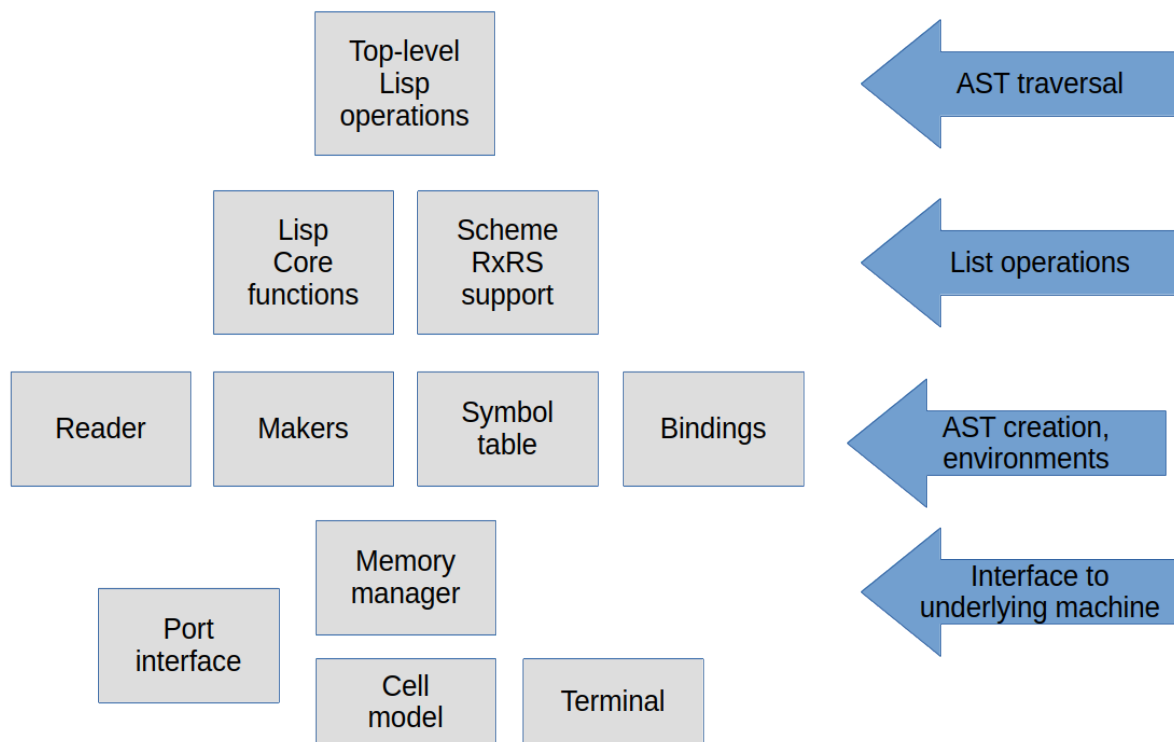 Top-level
Lisp
operations
AST traversal
Lisp
Core
functions
Scheme
RxRS
support
List operations
Reader
Makers
Symbol
table
Bindings
AST creation,
environments
Memory
manager
Interface to
underlying machine
Port
interface
Cell
model
Terminal